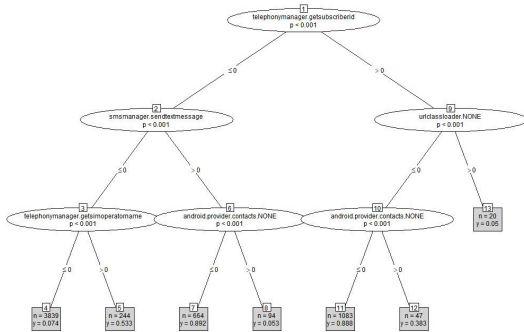 1
telephonymanager.getsubscriberid
p < 0.001
≤ 0
> 0
2
smsmanager.sendtextmessage
p < 0.001
9
urlclassloader.NONE
p < 0.001
≤ 0
> 0
≤ 0
> 0
3
telephonymanager.getsimoperatorname
p < 0.001
6
android.provider.contacts.NONE
p < 0.001
10
android.provider.contacts.NONE
p < 0.001
13
n = 20
y = 0.05
≤ 0
> 0
≤ 0
> 0
≤ 0
> 0
4
n = 3839
y = 0.074
5
n = 244
y = 0.533
7
n = 664
y = 0.892
8
n = 94
y = 0.053
11
n = 1083
y = 0.888
12
n = 47
y = 0.383